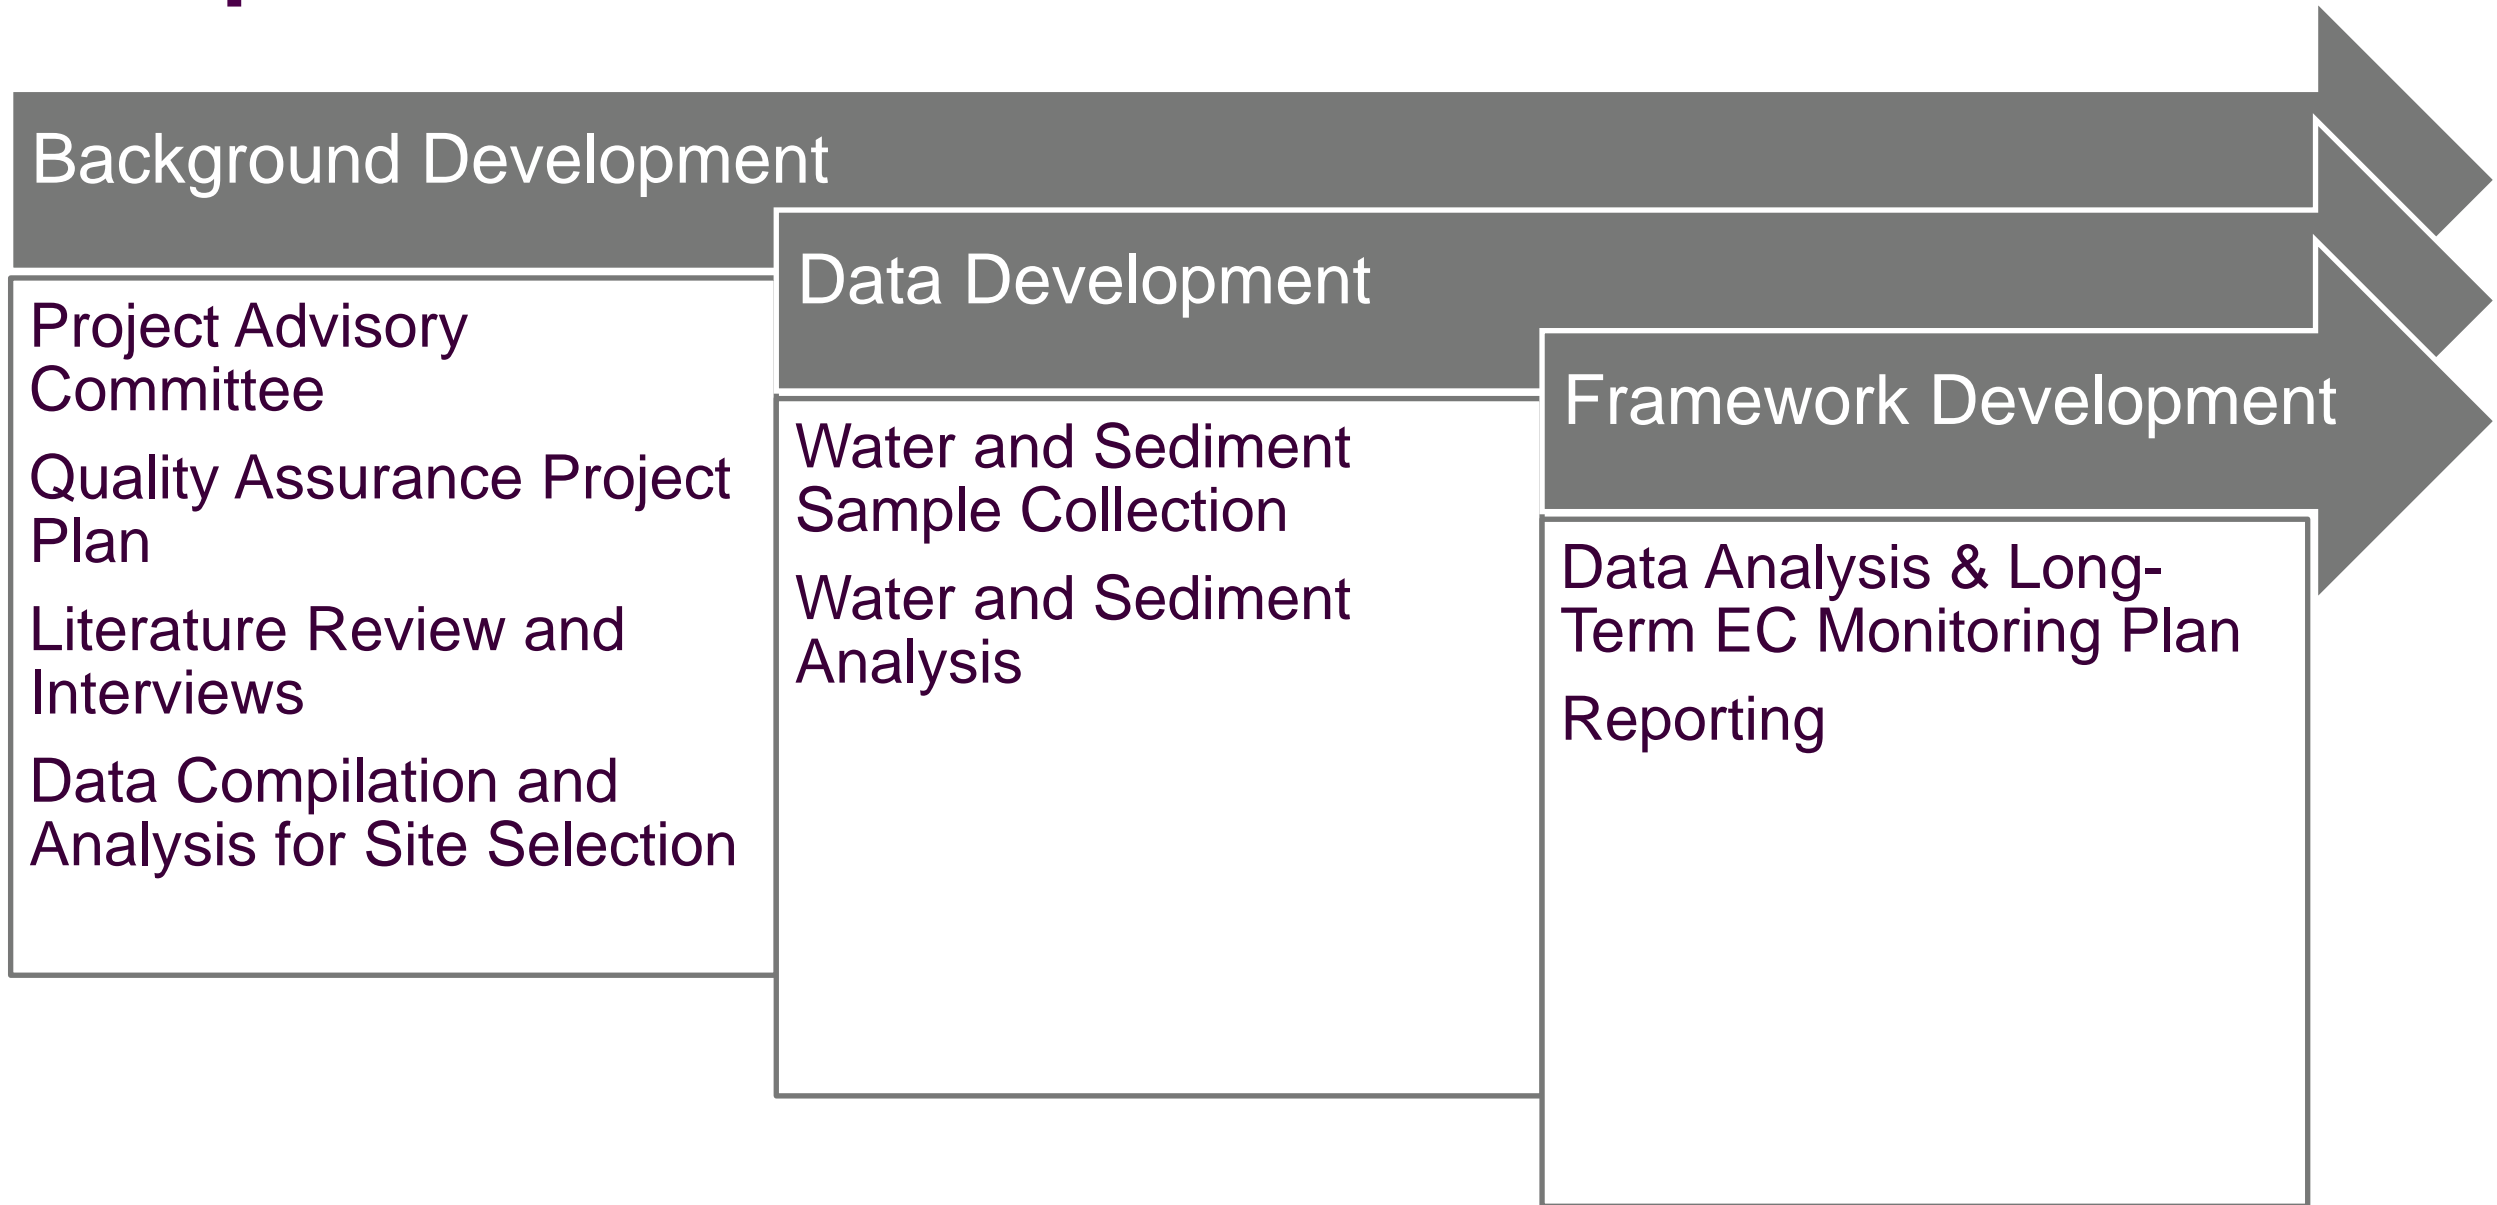 Background Development
Project Advisory
Committee
Quality Assurance Project
Plan
Literature Review and
Interviews
Data Compilation and
Analysis for Site Selection
Data Development
Water and Sediment
Sample Collection
Water and Sediment
Analysis
Framework Development
Data Analysis & Long-
Term EC Monitoring Plan
Reporting